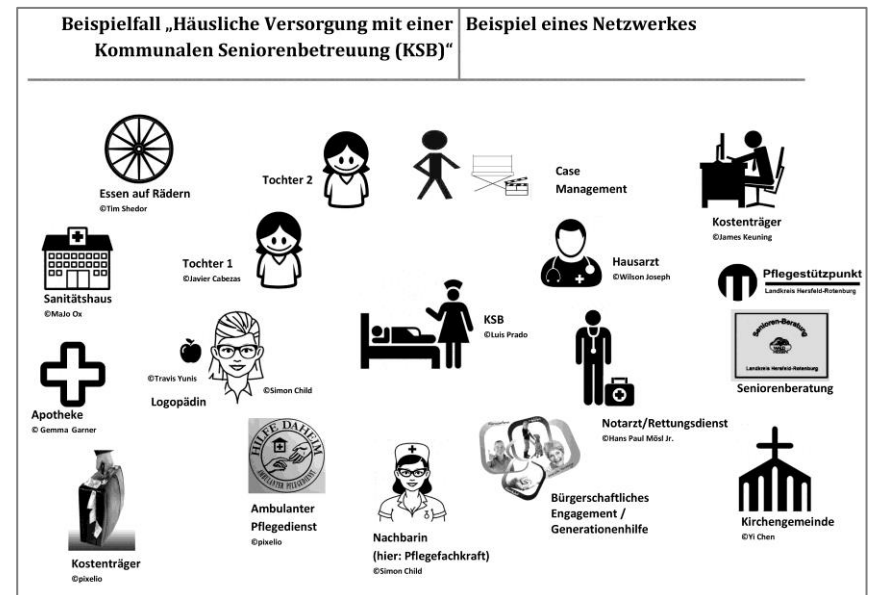 Beispielfall „Häusliche Versorgung mit einer
Kommunalen Seniorenbetreuung (KSB)“
Beispiel eines Netzwerkes
Essen auf Rädern
©Tim Shedor
Tochter 2
Case
Management
Kostenträger
©James Keuning
Sanitätshaus
©MaJo Ox
Tochter 1
©Javier Cabezas
Hausarzt
©Wilson Joseph
Pflegestützpunkt
Landkreis Hersfeld-Rotenburg
KSB
©Luis Prado
Senioren-Beratung
Landkreis Hersfeld-Rotenburg
Seniorenberatung
©Travis Yunis
©Simon Child
Logopädin
Apotheke
© Gemma Garner
Notarzt/Rettungsdienst
©Hans Paul Mösl Jr.
HILFE DAHEIM
AMBULANTER PFLEGEDIENST
Ambulanter
Pflegedienst
©pixelio
Bürgerschaftliches
Engagement /
Generationenhilfe
Kirchengemeinde
©Yi Chen
Nachbarin
(hier: Pflegefachkraft)
©Simon Child
Kostenträger
©pixelio